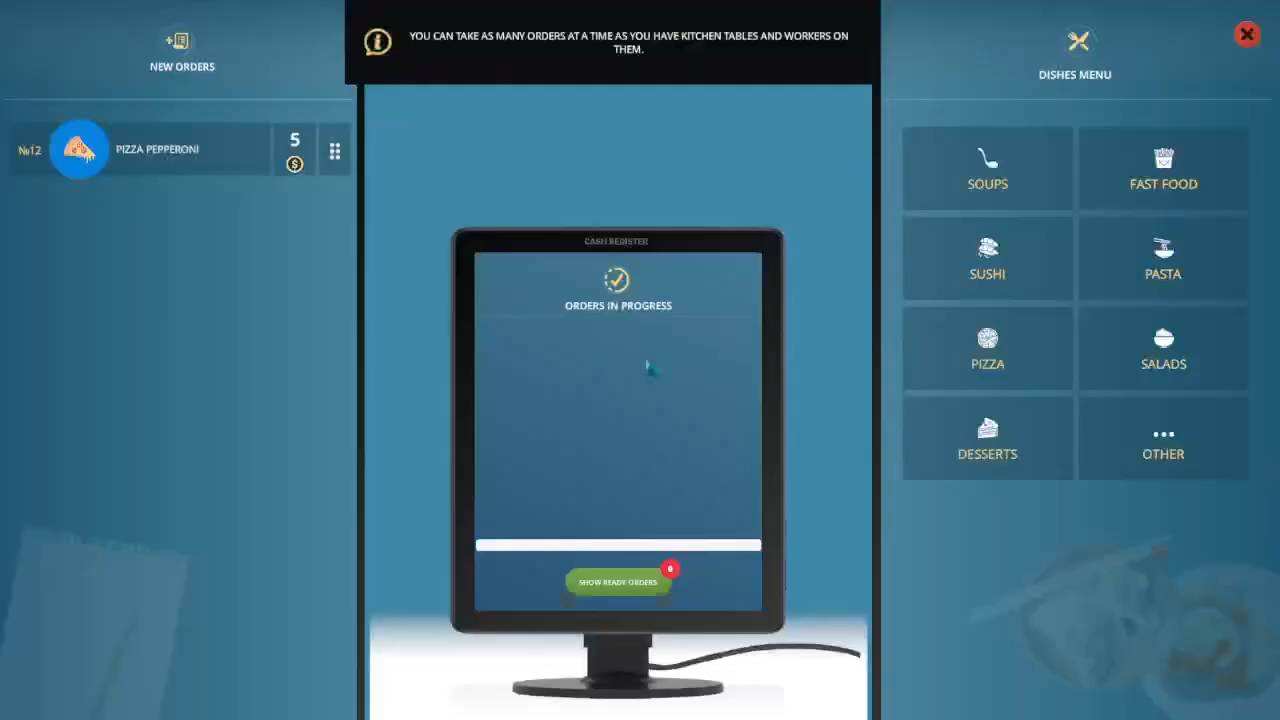 NEW ORDERS
№12
PIZZA PEPPERONI
5
$
YOU CAN TAKE AS MANY ORDERS AT A TIME AS YOU HAVE KITCHEN TABLES AND WORKERS ON
THEM.
CASH REGISTER
ORDERS IN PROGRESS
SHOW READY ORDERS
0
DISHES MENU
SOUPS
FAST FOOD
SUSHI
PASTA
PIZZA
SALADS
DESSERTS
OTHER